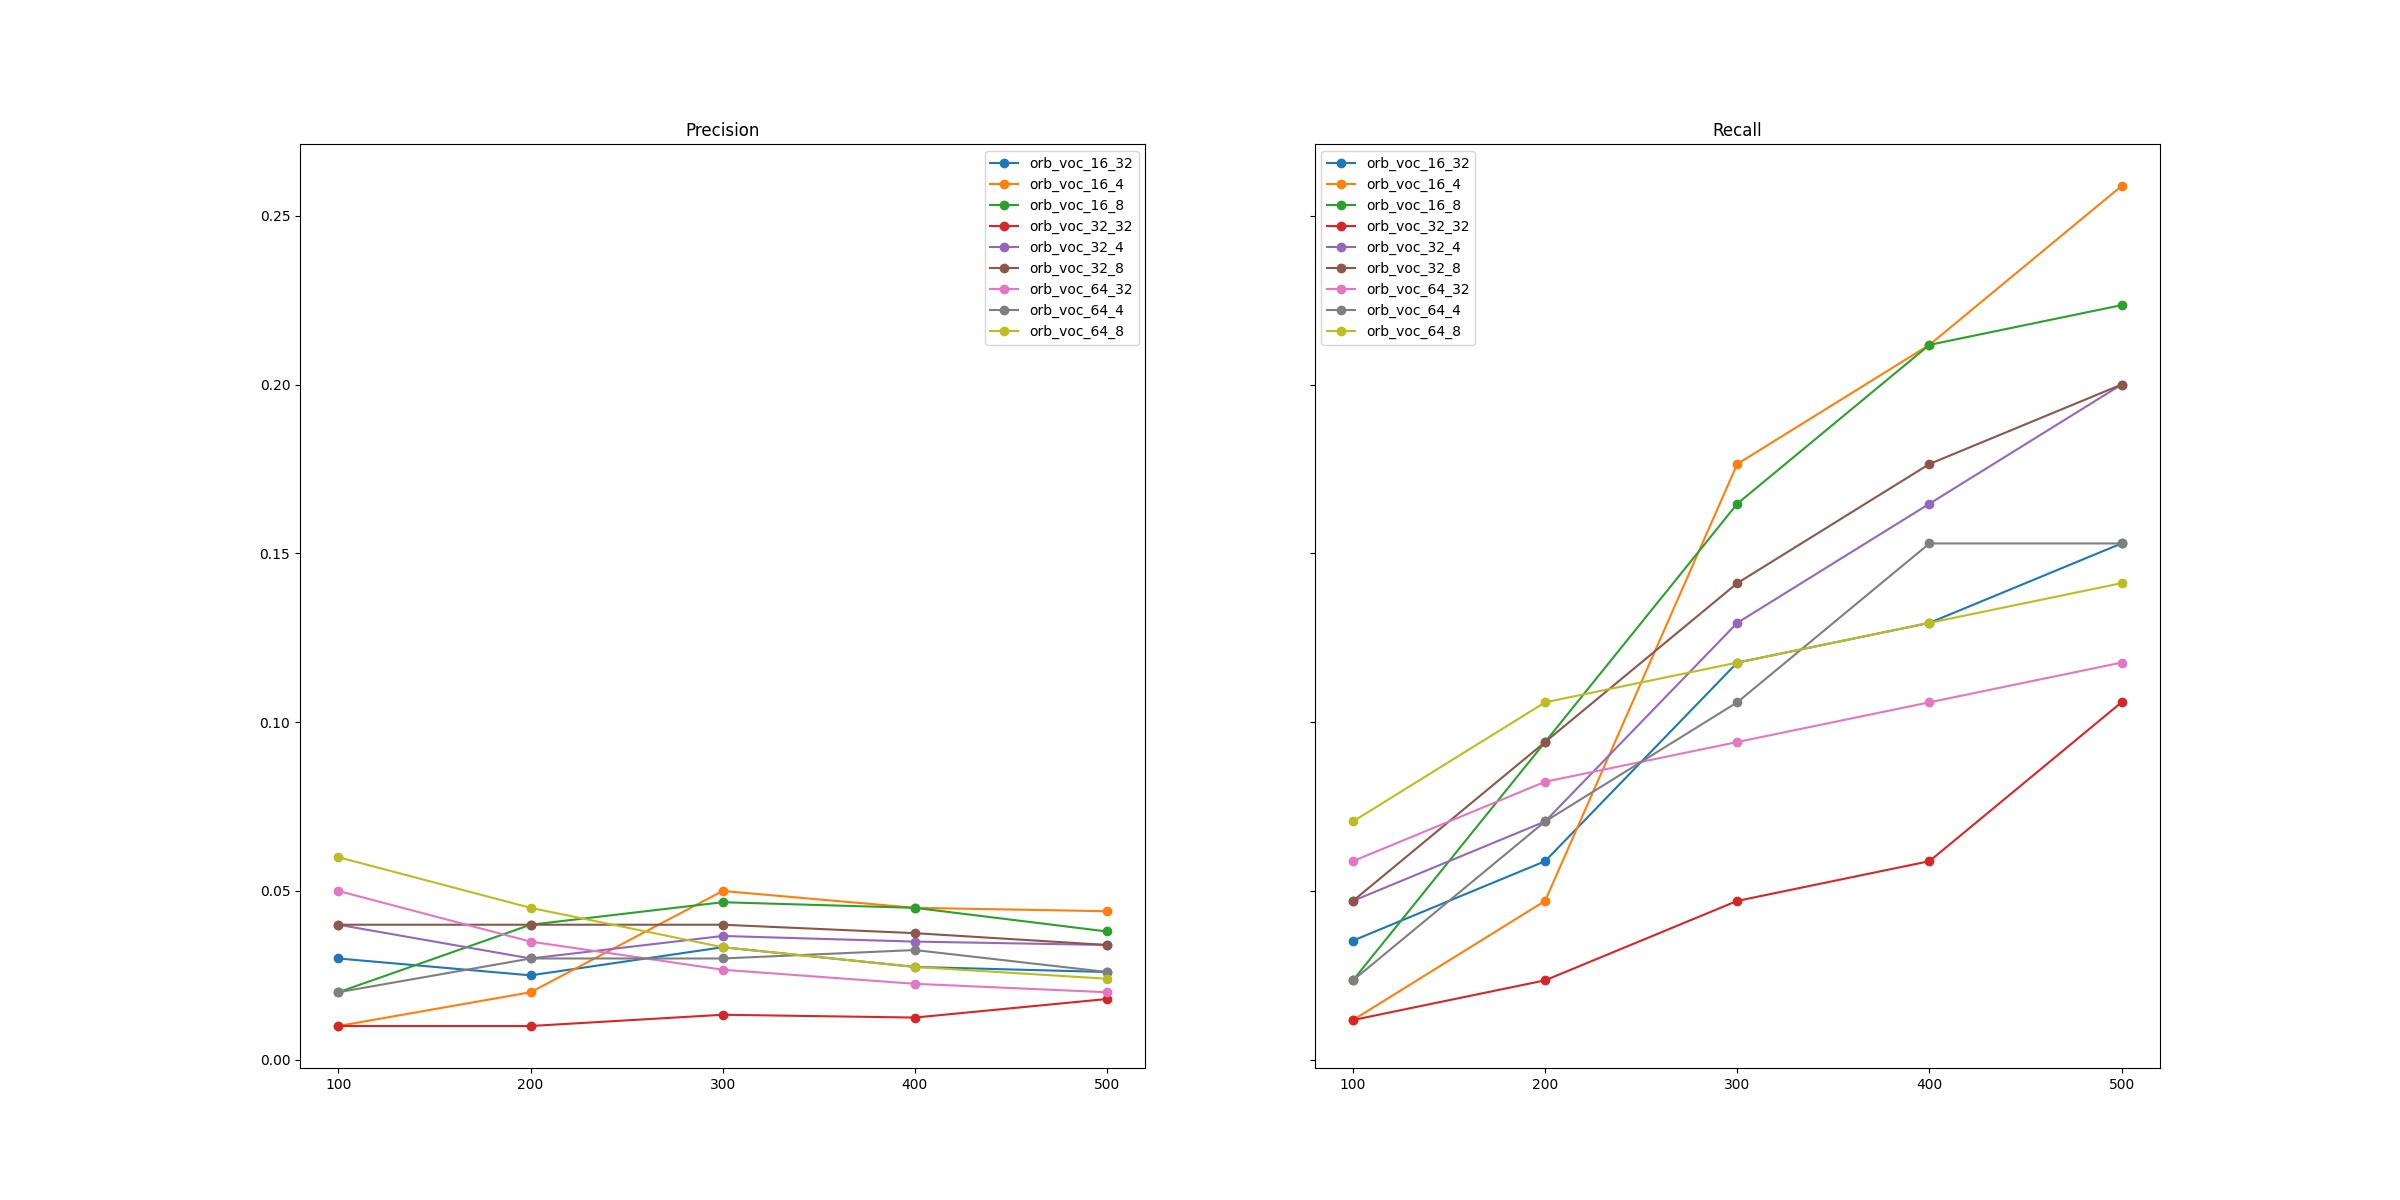 Precision
orb_voc_16_32
orb_voc_16_4
orb_voc_16_8
orb_voc_32_32
orb_voc_32_4
orb_voc_32_8
orb_voc_64_32
orb_voc_64_4
orb_voc_64_8
0.25
0.20
0.15
0.10
0.05
0.00
100 200 300 400 500
Recall
orb_voc_16_32
orb_voc_16_4
orb_voc_16_8
orb_voc_32_32
orb_voc_32_4
orb_voc_32_8
orb_voc_64_32
orb_voc_64_4
orb_voc_64_8
100 200 300 400 500